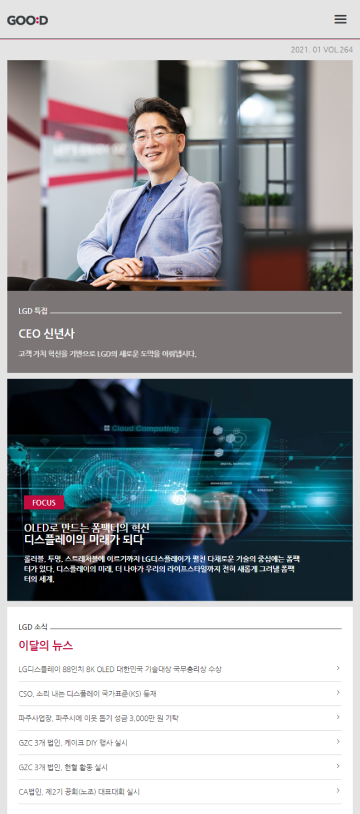 GOO:D
2021. 01 VOL.264
LGD 특집
CEO 신년사
고객 가치 혁신을 기반으로 LGD의 새로운 도약을 이뤄냅시다.
Cloud Computing
DIGITAL MARKETING
MANAGEMENT
STRATEGY
FOCUS
OLED로 만드는 폼팩터의 혁신
디스플레이의 미래가 되다
롤러블, 투명, 스트레처블에 이르기까지 LG디스플레이가 펼친 다채로운 기술의 중심에는 폼팩
터가 있다. 디스플레이의 미래, 더 나아가 우리의 라이프스타일까지 전혀 새롭게 그려낼 폼팩
터의 세계.
LGD 소식
이달의 뉴스
LG디스플레이 88인치 8K OLED 대한민국 기술대상 국무총리상 수상
CSO, 소리 내는 디스플레이 국가표준(KS) 등재
파주사업장, 파주시에 이웃 돕기 성금 3,000만 원 기탁
GZC 3개 법인, 케이크 DIY 행사 실시
GZC 3개 법인, 헌혈 활동 실시
CA법인, 제2기 공회(노조) 대표대회 실시